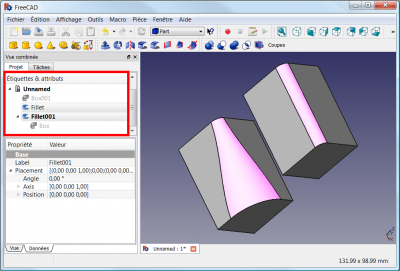 FreeCAD
Fichier Édition Affichage Outils Macro Pièce Fenêtre Aide
Part
Coupes
Vue combinée
Projet Tâches
Étiquettes & attributs
Unnamed
Box001
Fillet
Fillet001
Box
Propriété Valeur
Base
Label Fillet001
Placement [(0,00 0,00 1,00);0,00;(0,00 0,00...
Angle 0,00 °
Axis [0,00 0,00 1,00]
Position [0,00 0,00 0,00]
Vue Données
Unnamed : 1*
131.99 x 98.99 mm